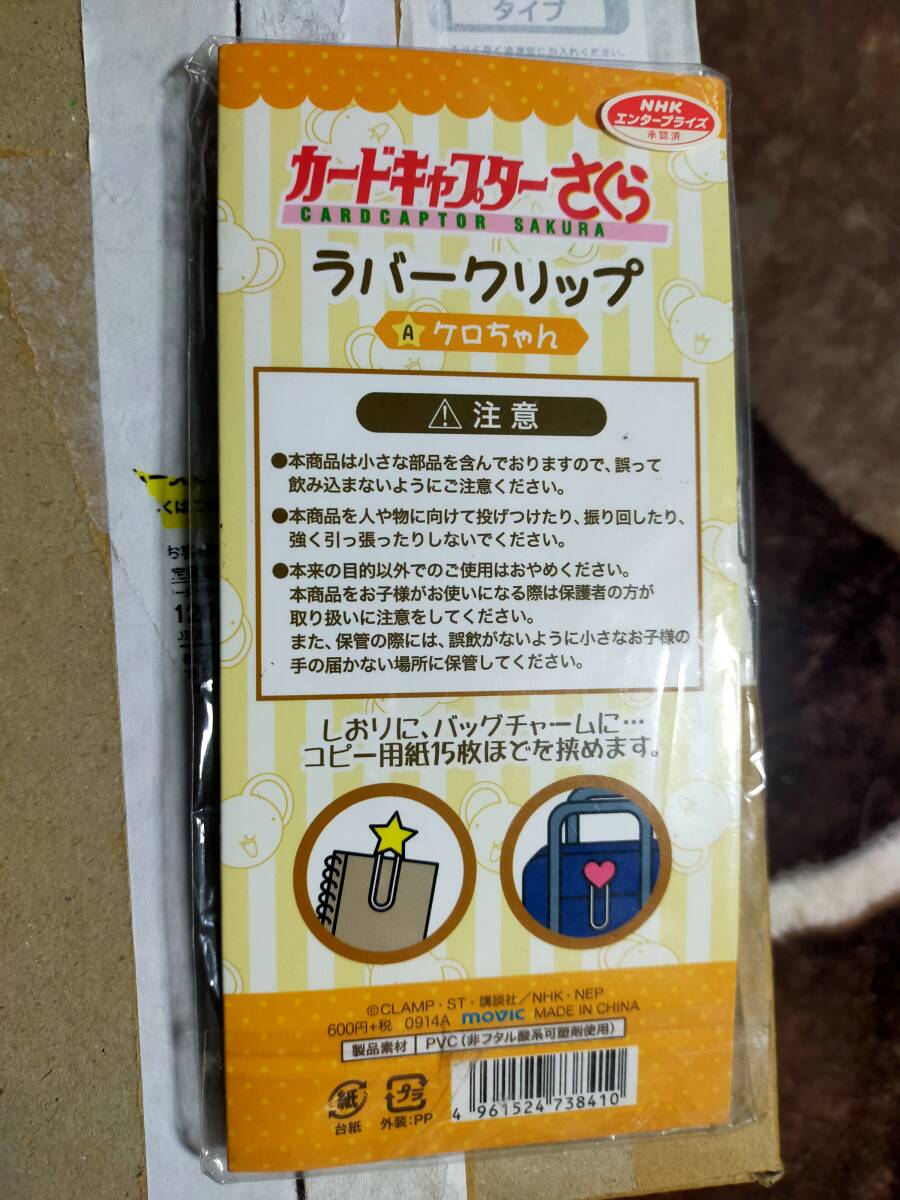 タイプ
NHK
エンタープライズ
承認済
カードキャプターさくら
CARDCAPTOR SAKURA
ラバークリップ
A ケロちゃん
注意
●本商品は小さな部品を含んでおりますので、誤って
飲み込まないようにご注意ください。
●本商品を人や物に向けて投げつけたり、振り回したり、
強く引っ張ったりしないでください。
●本来の目的以外でのご使用はおやめください。
本商品をお子様がお使いになる際は保護者の方が
取り扱いに注意をしてください。
また、保管の際には、誤飲がないように小さなお子様の
手の届かない場所に保管してください。
しおりに、バッグチャームに…
コピー用紙15枚ほどを挟めます。
©CLAMP・ST・講談社/NHK・NEP
600円+税 0914A movic MADE IN CHINA
製品素材 PVC(非フタル酸系可塑剤使用)
紙 プラ
台紙 外装:PP
4 961524 738410